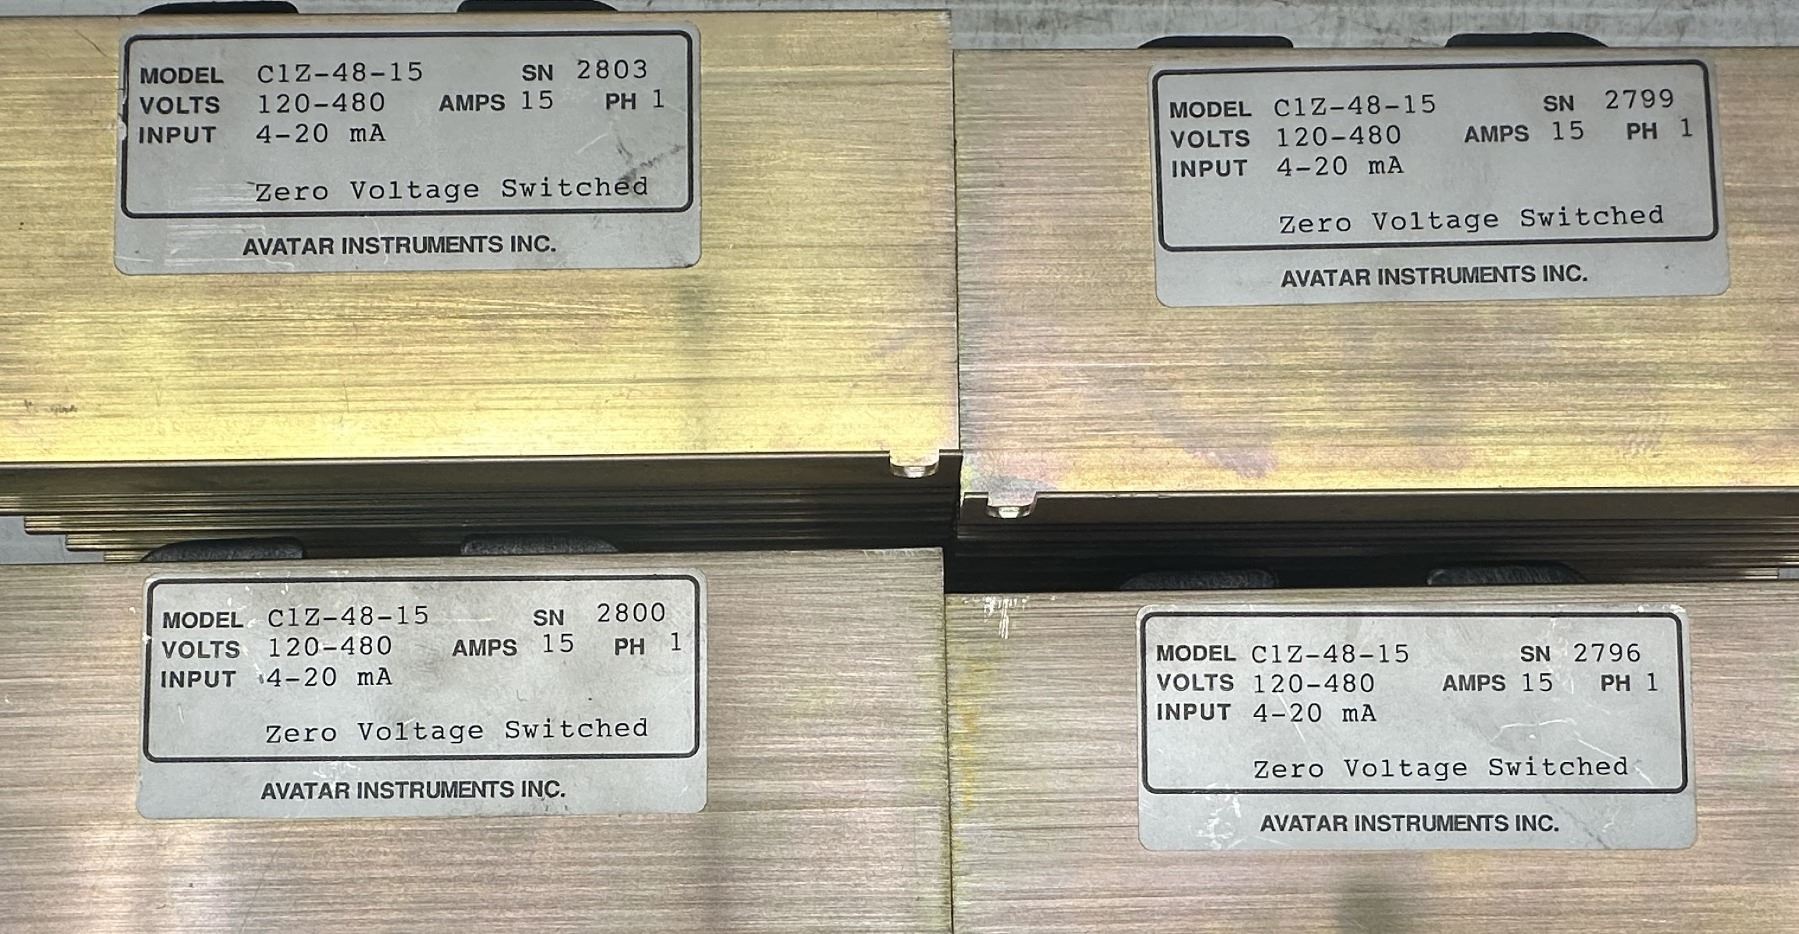 MODEL C1Z-48-15 SN 2803
VOLTS 120-480 AMPS 15 PH 1
INPUT 4-20 mA
Zero Voltage Switched
AVATAR INSTRUMENTS INC.
MODEL C1Z-48-15 SN 2799
VOLTS 120-480 AMPS 15 PH 1
INPUT 4-20 mA
Zero Voltage Switched
AVATAR INSTRUMENTS INC.
MODEL C1Z-48-15 SN 2800
VOLTS 120-480 AMPS 15 PH 1
INPUT 4-20 mA
Zero Voltage Switched
AVATAR INSTRUMENTS INC.
MODEL C1Z-48-15 SN 2796
VOLTS 120-480 AMPS 15 PH 1
INPUT 4-20 mA
Zero Voltage Switched
AVATAR INSTRUMENTS INC.